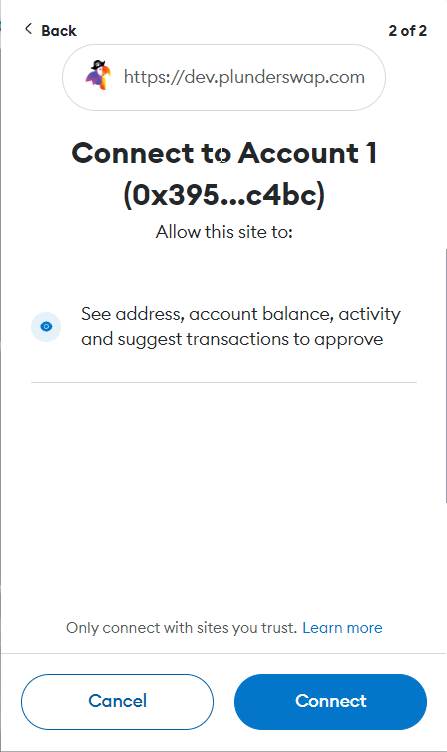 Back
2 of 2
https://dev.plunderswap.com
Connect to Account 1
(0x395...c4bc)
Allow this site to:
See address, account balance, activity
and suggest transactions to approve
Only connect with sites you trust. Learn more
Cancel
Connect